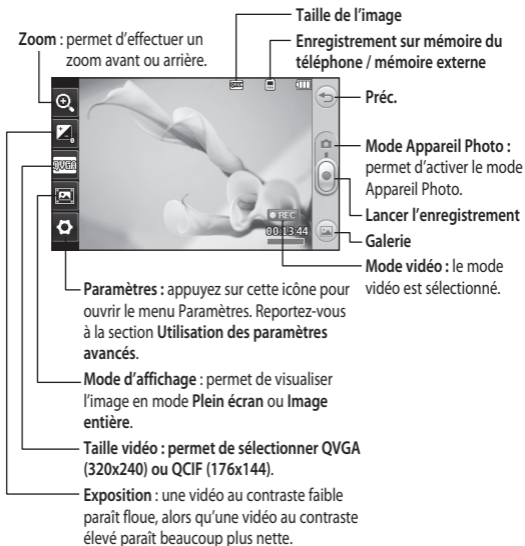 Taille de l'image
Zoom : permet d'effectuer un
zoom avant ou arrière.
Enregistrement sur mémoire du
téléphone / mémoire externe
Préc.
Mode Appareil Photo :
permet d'activer le mode
Appareil Photo.
Lancer l'enregistrement
Galerie
Mode vidéo : le mode
vidéo est sélectionné.
QVGA
REC
00:13:44
Paramètres : appuyez sur cette icône pour
ouvrir le menu Paramètres. Reportez-vous
à la section Utilisation des paramètres
avancés.
Mode d'affichage : permet de visualiser
l'image en mode Plein écran ou Image
entière.
Taille vidéo : permet de sélectionner QVGA
(320x240) ou QCIF (176x144).
Exposition : une vidéo au contraste faible
paraît floue, alors qu'une vidéo au contraste
élevé paraît beaucoup plus nette.